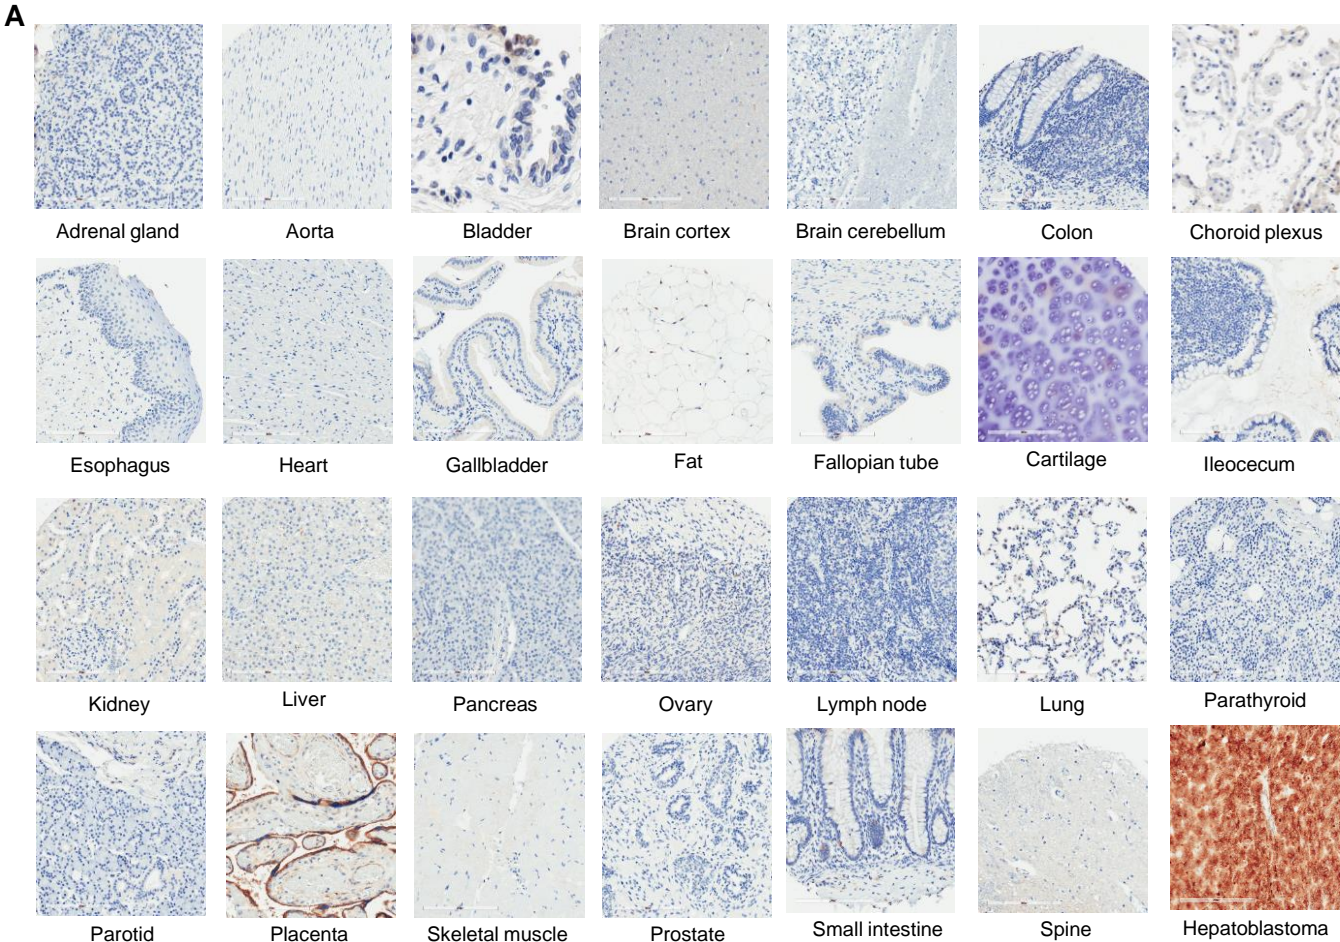 A
Adrenal gland
Aorta
Bladder
Brain cortex
Brain cerebellum
Colon
Choroid plexus
Esophagus
Heart
Gallbladder
Fat
Fallopian tube
Cartilage
Ileocecum
Kidney
Liver
Pancreas
Ovary
Lymph node
Lung
Parathyroid
Parotid
Placenta
Skeletal muscle
Prostate
Small intestine
Spine
Hepatoblastoma